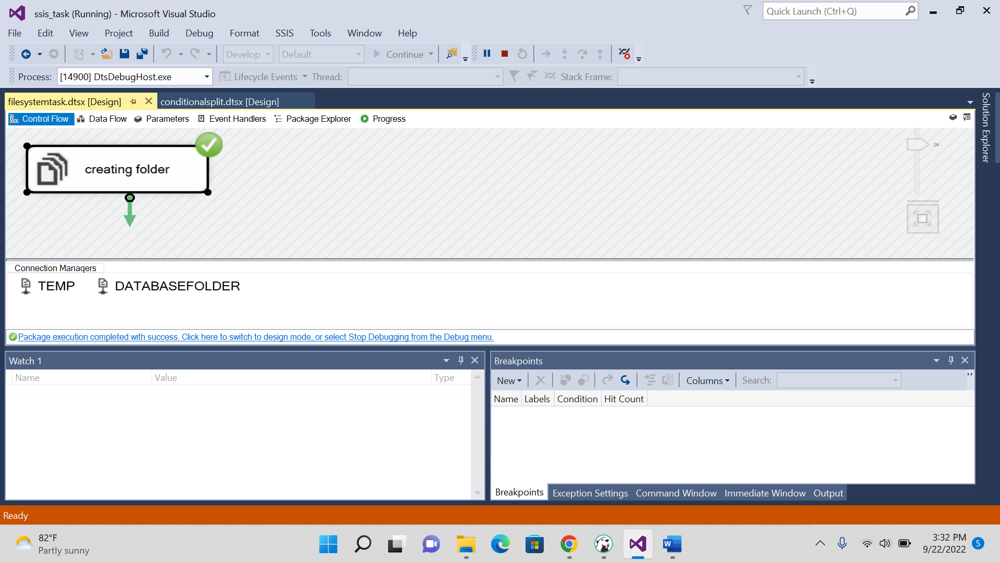 ssis_task (Running) - Microsoft Visual Studio
Quick Launch (Ctrl+Q)
File Edit View Project Build Debug Format SSIS Tools Window Help
Develop Default Continue
Process: [14900] DtsDebugHost.exe Lifecycle Events Thread: Stack Frame:
filesystemtask.dtsx [Design] conditionalsplit.dtsx [Design]
Solution Explorer
Control Flow Data Flow Parameters Event Handlers Package Explorer Progress
creating folder
Connection Managers
TEMP DATABASEFOLDER
Package execution completed with success. Click here to switch to design mode, or select Stop Debugging from the Debug menu.
Watch 1
Name Value Type
Breakpoints
New Columns Search:
Name Labels Condition Hit Count
Breakpoints Exception Settings Command Window Immediate Window Output
Ready
82°F
Partly sunny
W
3:32 PM
9/22/2022
5